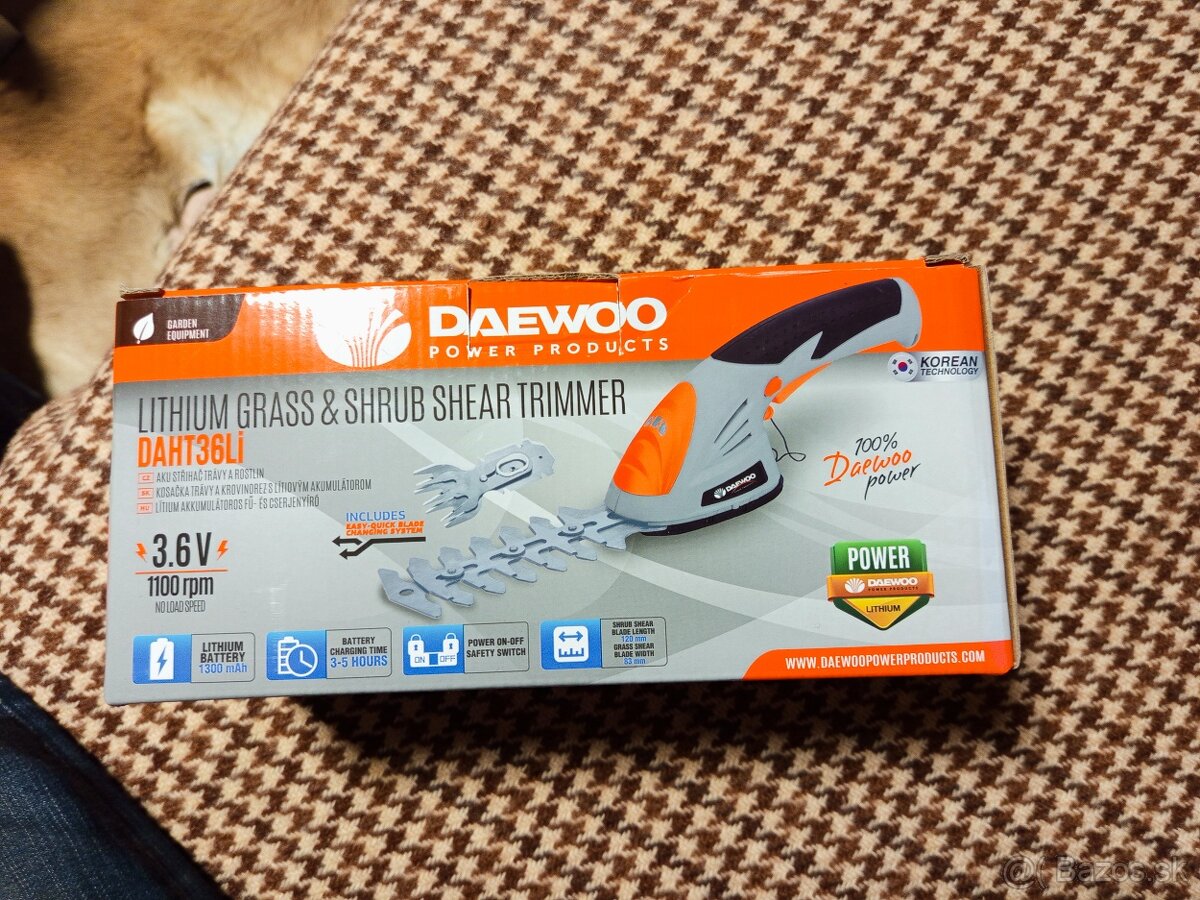 GARDEN
EQUIPMENT
DAEWOO
POWER PRODUCTS
KOREAN
TECHNOLOGY
LITHIUM GRASS & SHRUB SHEAR TRIMMER
DAHT36Li
CZ AKU STŘIHAČ TRÁVY A ROSTLIN
SK KOSAČKA TRÁVY A KROVINOREZ S LÍTIOVÝM AKUMULÁTOROM
HU LÍTIUM AKKUMULÁTOROS FŰ- ÉS CSERJENYÍRÓ
100%
Daewoo
power
DAEWOO
INCLUDES
EASY-QUICK BLADE
CHANGING SYSTEM
3.6 V
1100 rpm
NO LOAD SPEED
POWER
DAEWOO
POWER PRODUCTS
LITHIUM
LITHIUM
BATTERY
1300 mAh
BATTERY
CHARGING TIME
3-5 HOURS
ON OFF
POWER ON-OFF
SAFETY SWITCH
SHRUB SHEAR
BLADE LENGTH
120 mm
GRASS SHEAR
BLADE WIDTH
83 mm
WWW.DAEWOOPOWERPRODUCTS.COM
Bazos.sk